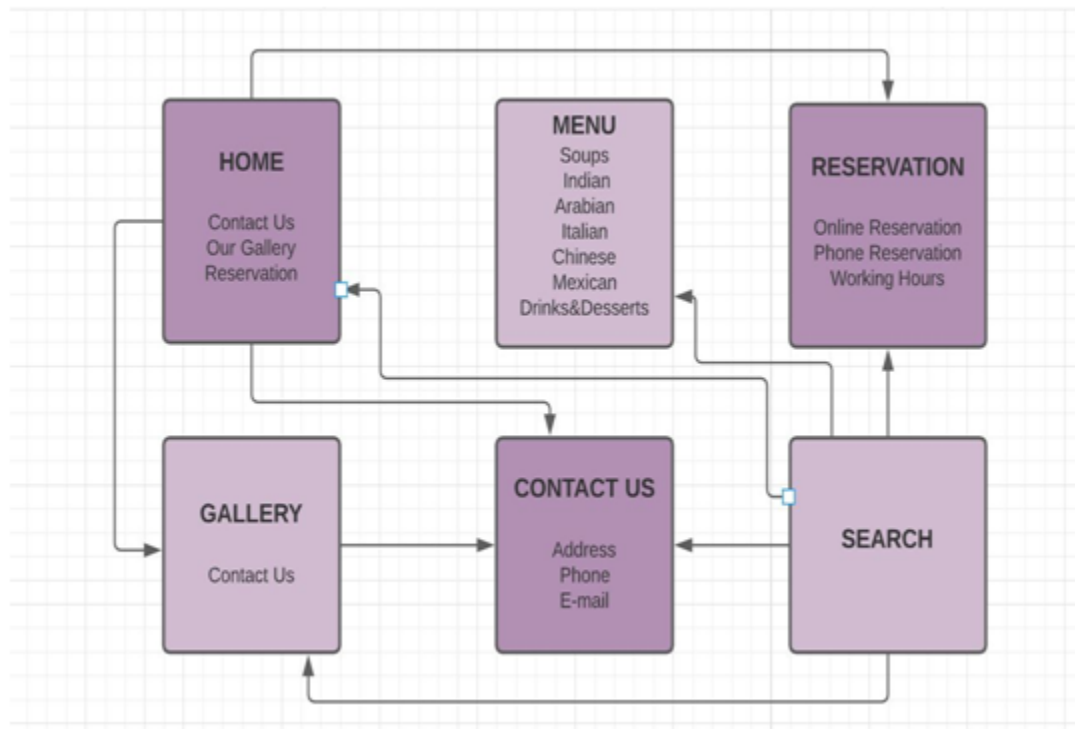 HOME
Contact Us
Our Gallery
Reservation
MENU
Soups
Indian
Arabian
Italian
Chinese
Mexican
Drinks&Desserts
RESERVATION
Online Reservation
Phone Reservation
Working Hours
GALLERY
Contact Us
CONTACT US
Address
Phone
E-mail
SEARCH